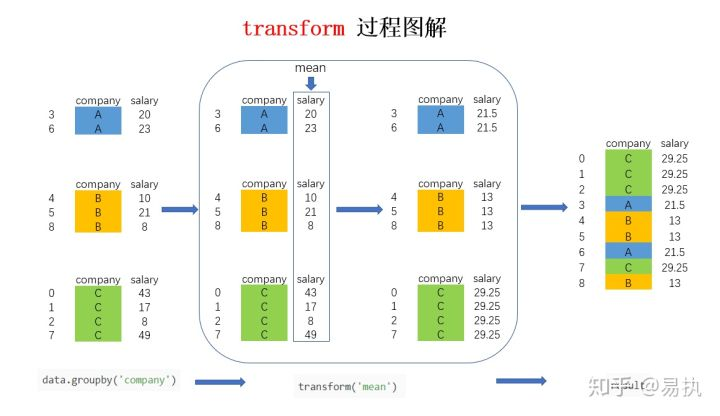 transform 过程图解
mean
company salary
3 A 20
6 A 23
company salary
4 B 10
5 B 21
8 B 8
company salary
0 C 43
1 C 17
2 C 8
7 C 49
company salary
3 A 20
6 A 23
company salary
4 B 10
5 B 21
8 B 8
company salary
0 C 43
1 C 17
2 C 8
7 C 49
company salary
3 A 21.5
6 A 21.5
company salary
4 B 13
5 B 13
8 B 13
company salary
0 C 29.25
1 C 29.25
2 C 29.25
7 C 29.25
company salary
0 C 29.25
1 C 29.25
2 C 29.25
3 A 21.5
4 B 13
5 B 13
6 A 21.5
7 C 29.25
8 B 13
data.groupby('company')
transform('mean')
result
知乎 @易执